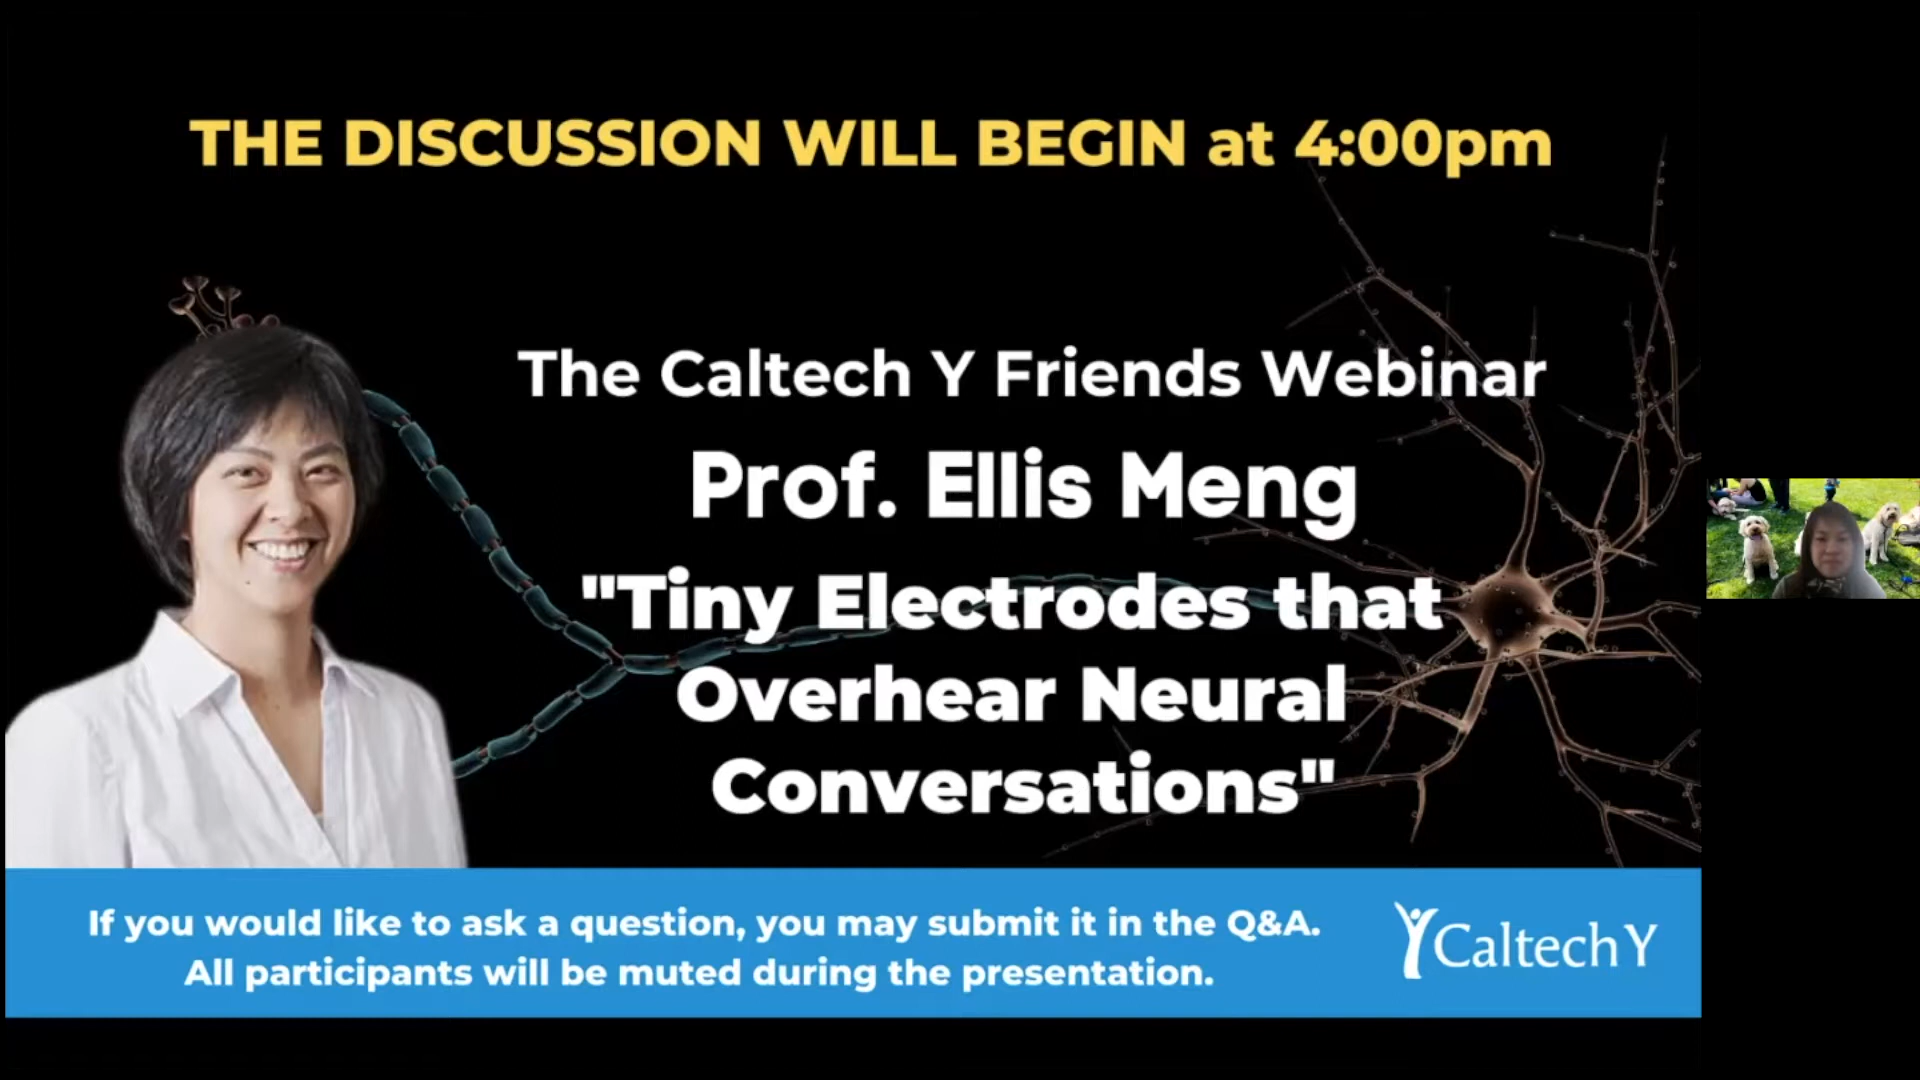 THE DISCUSSION WILL BEGIN at 4:00pm
The Caltech Y Friends Webinar
Prof. Ellis Meng
"Tiny Electrodes that
Overhear Neural
Conversations"
If you would like to ask a question, you may submit it in the Q&A.
All participants will be muted during the presentation.
Caltech Y